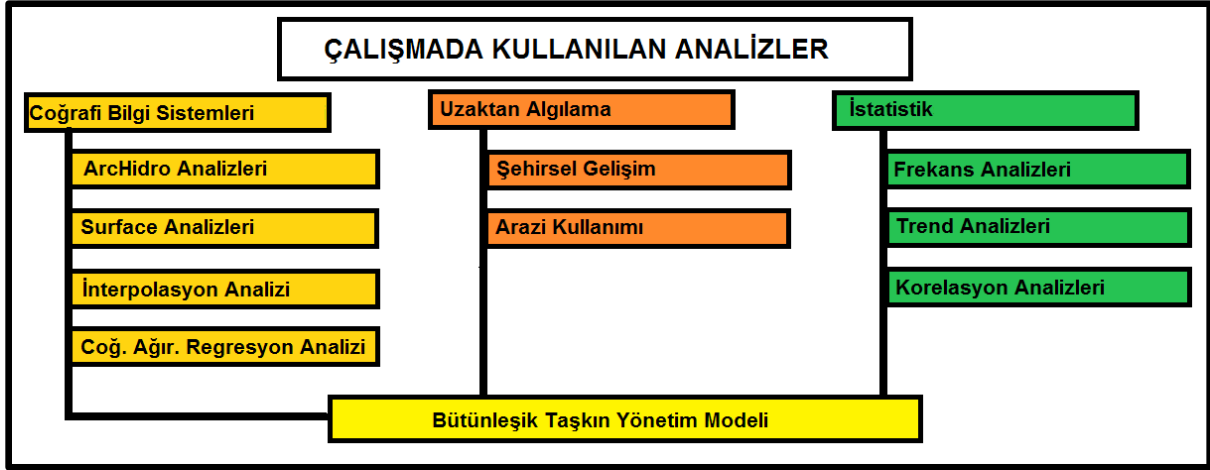 ÇALIŞMADA KULLANILAN ANALİZLER
Coğrafi Bilgi Sistemleri
ArcHidro Analizleri
Surface Analizleri
İnterpolasyon Analizi
Coğ. Ağır. Regresyon Analizi
Uzaktan Algılama
Şehirsel Gelişim
Arazi Kullanımı
İstatistik
Frekans Analizleri
Trend Analizleri
Korelasyon Analizleri
Bütünleşik Taşkın Yönetim Modeli